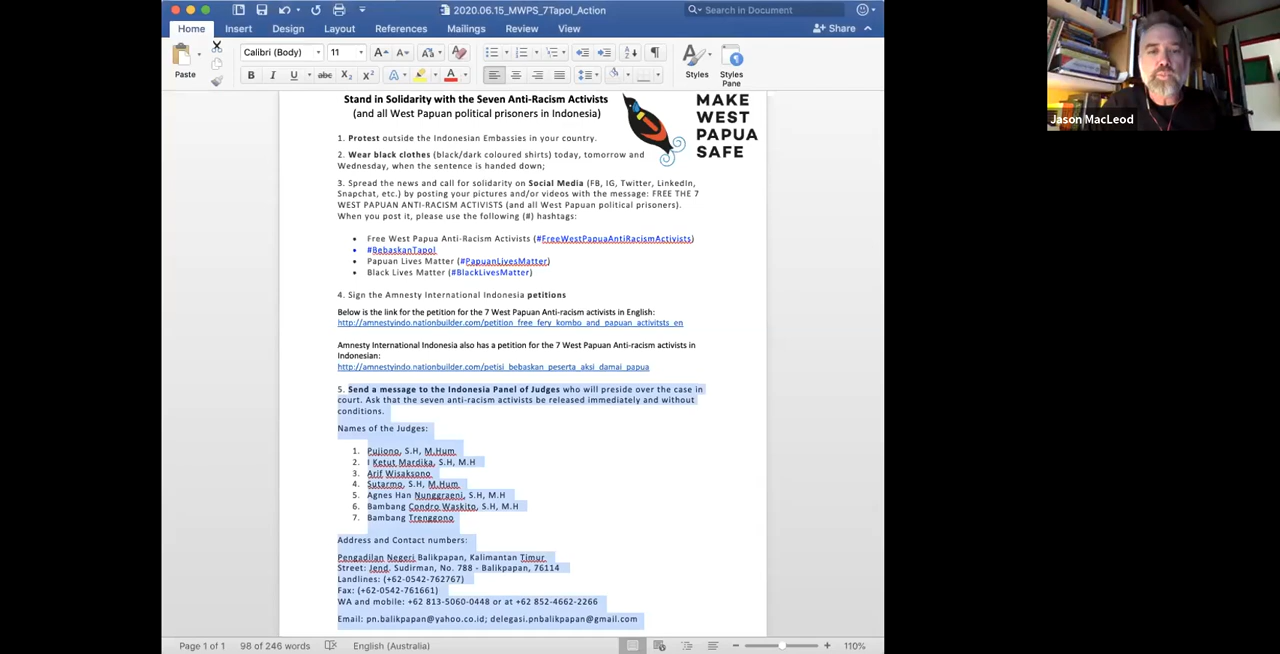 2020.06.15_MWPS_7Tapol_Action
Search in Document
Home Insert Design Layout References Mailings Review View
Share
Calibri (Body) 11
Paste
Styles
Styles Pane
Stand in Solidarity with the Seven Anti-Racism Activists
(and all West Papuan political prisoners in Indonesia)
MAKE
WEST
PAPUA
SAFE
1. Protest outside the Indonesian Embassies in your country.
2. Wear black clothes (black/dark coloured shirts) today, tomorrow and
Wednesday, when the sentence is handed down;
3. Spread the news and call for solidarity on Social Media (FB, IG, Twitter, LinkedIn,
Snapchat, etc.) by posting your pictures and/or videos with the message: FREE THE 7
WEST PAPUAN ANTI-RACISM ACTIVISTS (and all West Papuan political prisoners).
When you post it, please use the following (#) hashtags:
• Free West Papua Anti-Racism Activists (#FreeWestPapuaAntiRacismActivists)
• #BebaskanTapol
• Papuan Lives Matter (#PapuanLivesMatter)
• Black Lives Matter (#BlackLivesMatter)
4. Sign the Amnesty International Indonesia petitions
Below is the link for the petition for the 7 West Papuan Anti-racism activists in English:
http://amnestyindo.nationbuilder.com/petition_free_fery_kombo_and_papuan_activitsts_en
Amnesty International Indonesia also has a petition for the 7 West Papuan Anti-racism activists in
Indonesian:
http://amnestyindo.nationbuilder.com/petisi_bebaskan_peserta_aksi_damai_papua
5. Send a message to the Indonesia Panel of Judges who will preside over the case in
court. Ask that the seven anti-racism activists be released immediately and without
conditions.
Names of the Judges:
1. Pujiono, S.H, M.Hum
2. I Ketut Mardika, S.H, M.H
3. Arif Wisaksono
4. Sutarmo, S.H, M.Hum
5. Agnes Han Nunggraeni, S.H, M.H
6. Bambang Condro Waskito, S.H, M.H
7. Bambang Trenggono
Address and Contact numbers:
Pengadilan Negeri Balikpapan, Kalimantan Timur
Street: Jend. Sudirman, No. 788 - Balikpapan, 76114
Landlines: (+62-0542-762767)
Fax: (+62-0542-761661)
WA and mobile: +62 813-5060-0448 or at +62 852-4662-2266
Email: pn.balikpapan@yahoo.co.id; delegasi.pnbalikpapan@gmail.com
Page 1 of 1 98 of 246 words English (Australia) 110%
Jason MacLeod